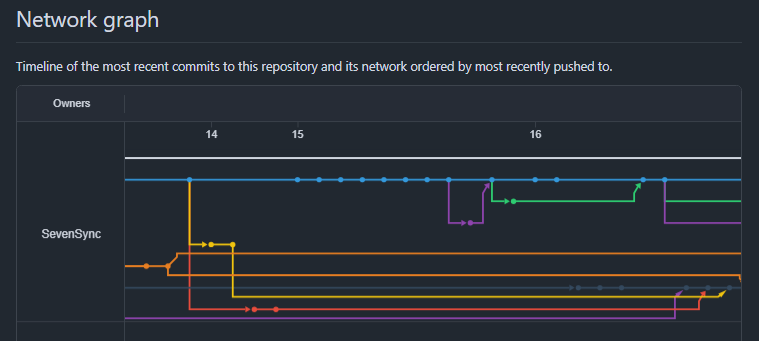 Network graph
Timeline of the most recent commits to this repository and its network ordered by most recently pushed to.
Owners
14 15 16
SevenSync